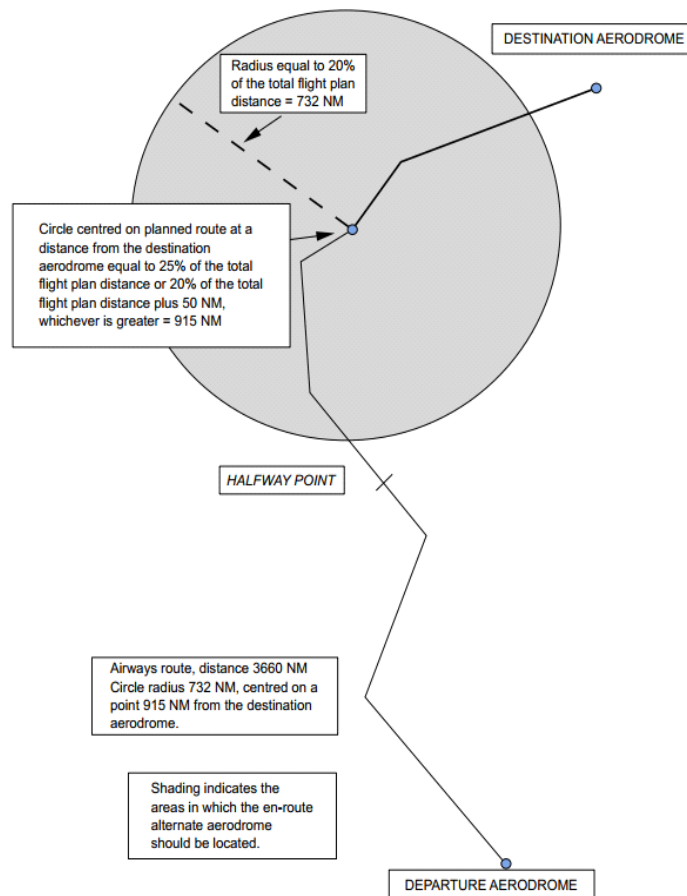 DESTINATION AERODROME
Radius equal to 20%
of the total flight plan
distance = 732 NM
Circle centred on planned route at a
distance from the destination
aerodrome equal to 25% of the total
flight plan distance or 20% of the total
flight plan distance plus 50 NM,
whichever is greater = 915 NM
HALFWAY POINT
Airways route, distance 3660 NM
Circle radius 732 NM, centred on a
point 915 NM from the destination
aerodrome.
Shading indicates the
areas in which the en-route
alternate aerodrome
should be located.
DEPARTURE AERODROME